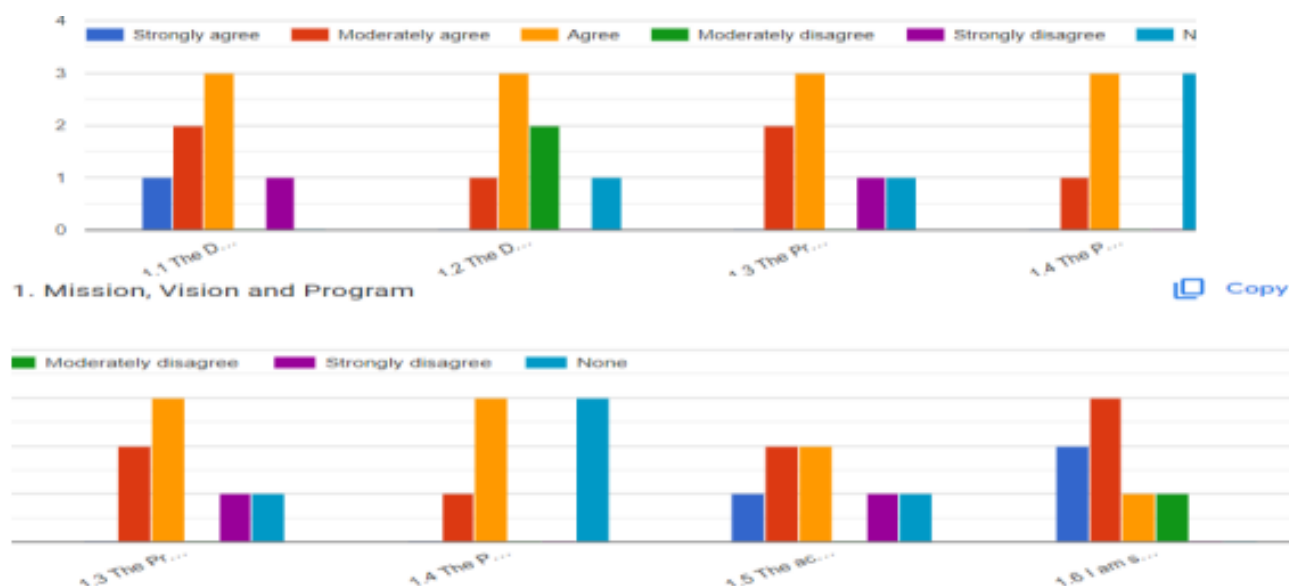 4
Strongly agree Moderately agree Agree Moderately disagree Strongly disagree N
3
2
1
0
1.1 The D... 1.2 The D... 1.3 The Pr... 1.4 The P...
1. Mission, Vision and Program Copy
Moderately disagree Strongly disagree None
1.3 The Pr... 1.4 The P... 1.5 The ac... 1.6 I am s...